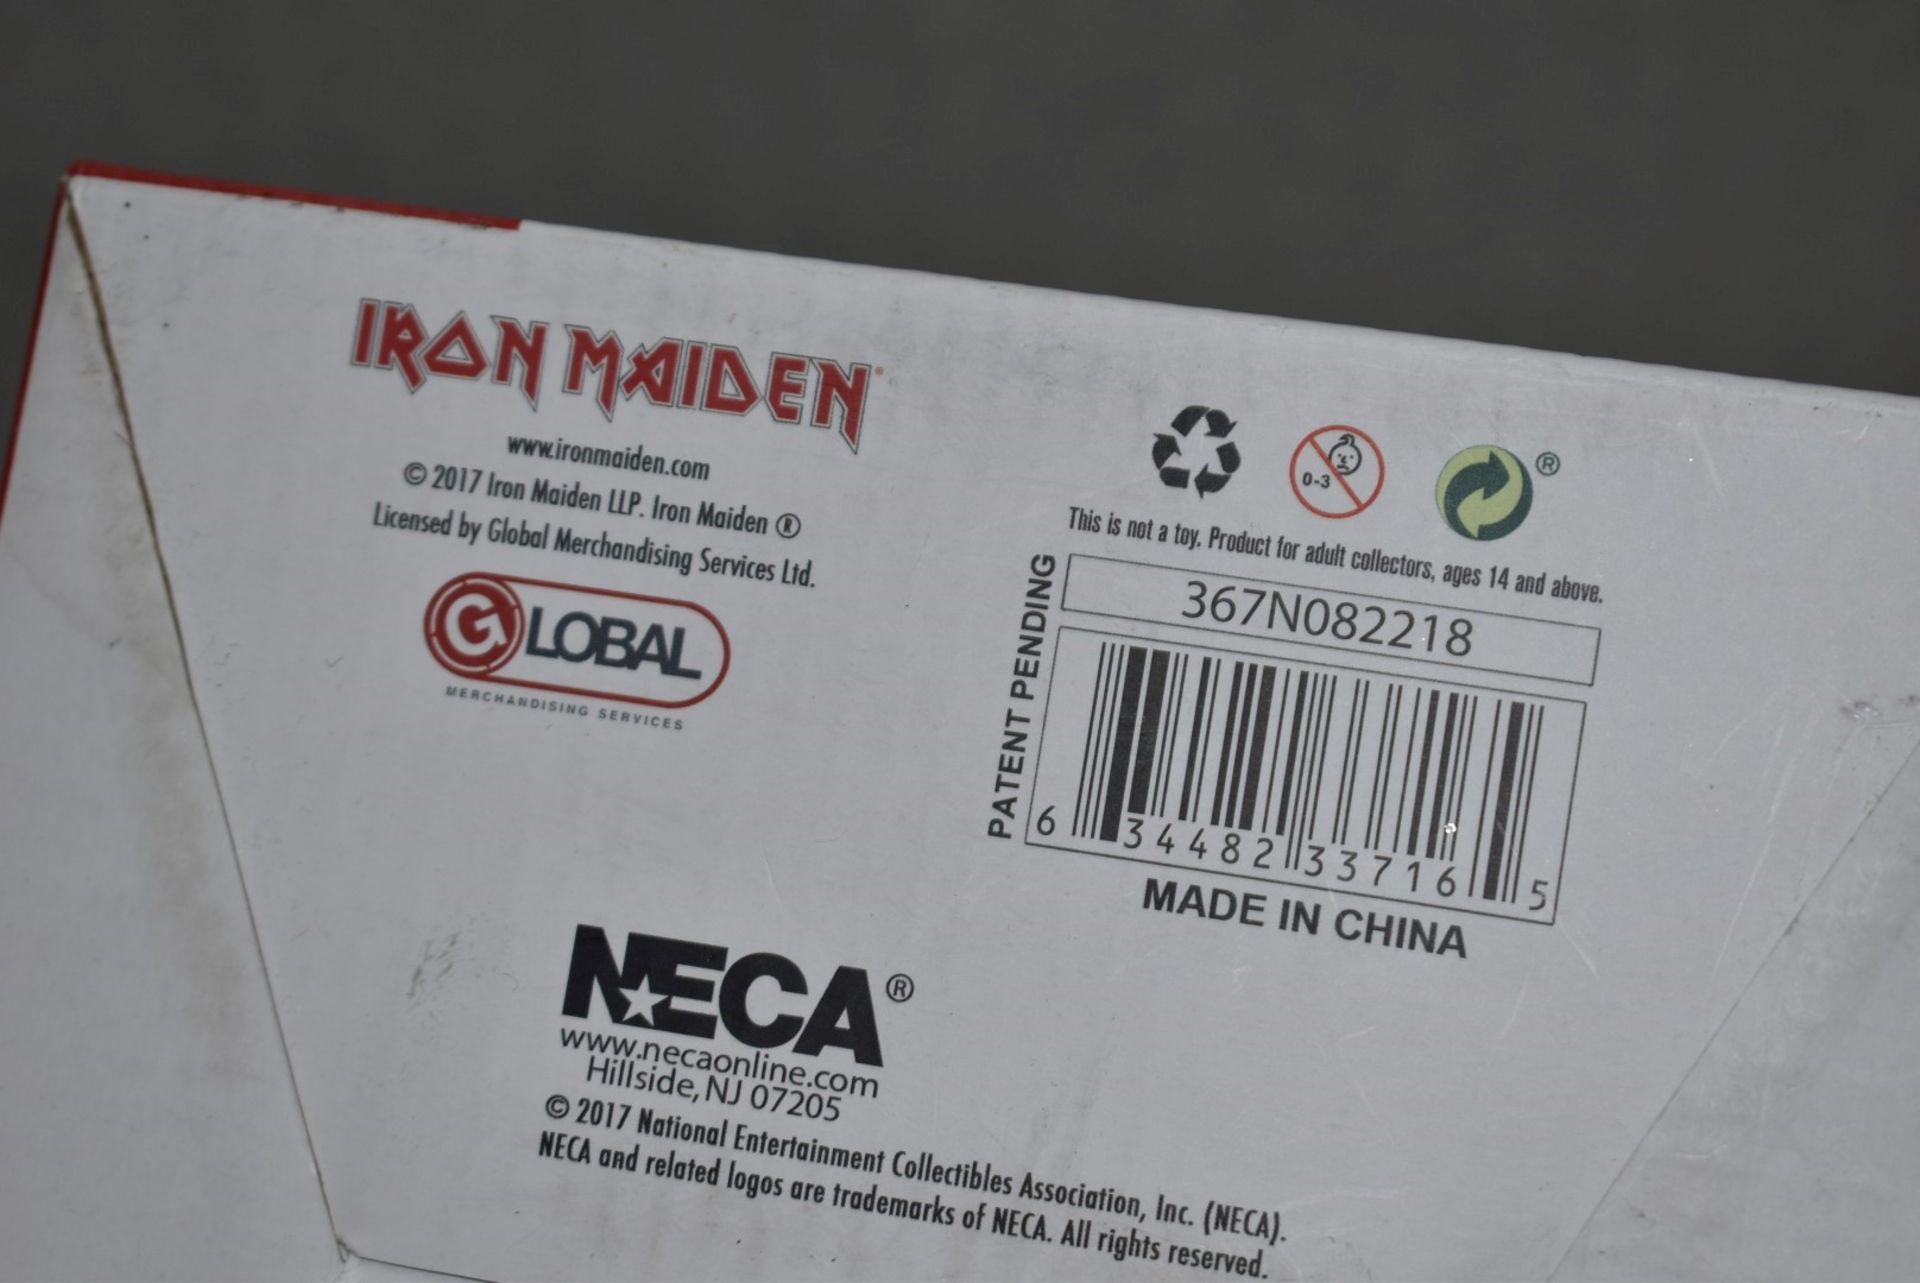 IRON MAIDEN
www.ironmaiden.com
© 2017 Iron Maiden LLP. Iron Maiden ®
Licensed by Global Merchandising Services Ltd.
GLOBAL
MERCHANDISING SERVICES
0-3
®
This is not a toy. Product for adult collectors, ages 14 and above.
367N082218
PATENT PENDING
6 34482 33716 5
MADE IN CHINA
NECA®
www.necaonline.com
Hillside, NJ 07205
© 2017 National Entertainment Collectibles Association, Inc. (NECA).
NECA and related logos are trademarks of NECA. All rights reserved.